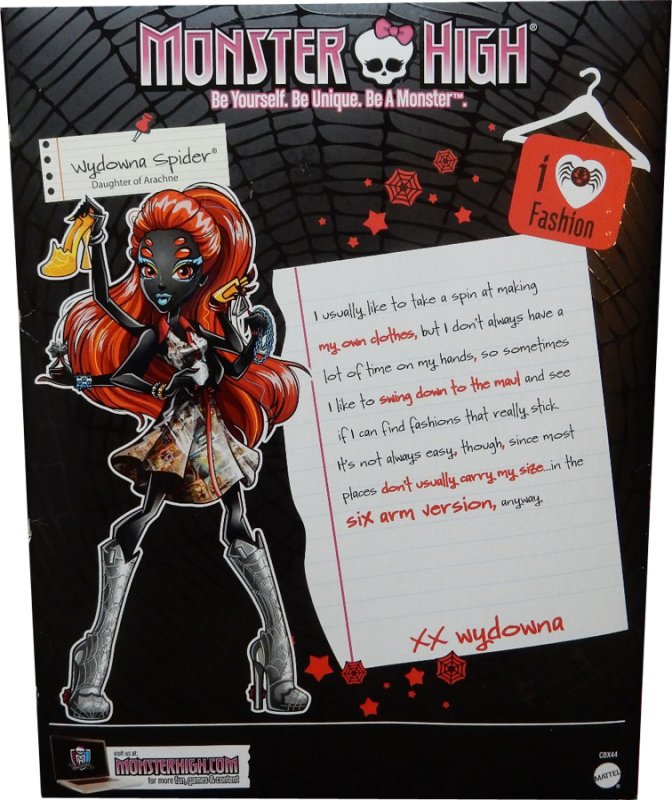 MONSTER HIGH®
Be Yourself. Be Unique. Be A Monster™.
Wydowna Spider®
Daughter of Arachne
i
Fashion
I usually like to take a spin at making
my own clothes, but I don't always have a
lot of time on my hands, so sometimes
I like to swing down to the maul and see
if I can find fashions that really stick.
It's not always easy, though, since most
places don't usually carry my size...in the
six arm version, anyway.
XX Wydowna
visit us at:
MONSTERHIGH.COM
for more fun, games & content
CBX44
MATTEL
®